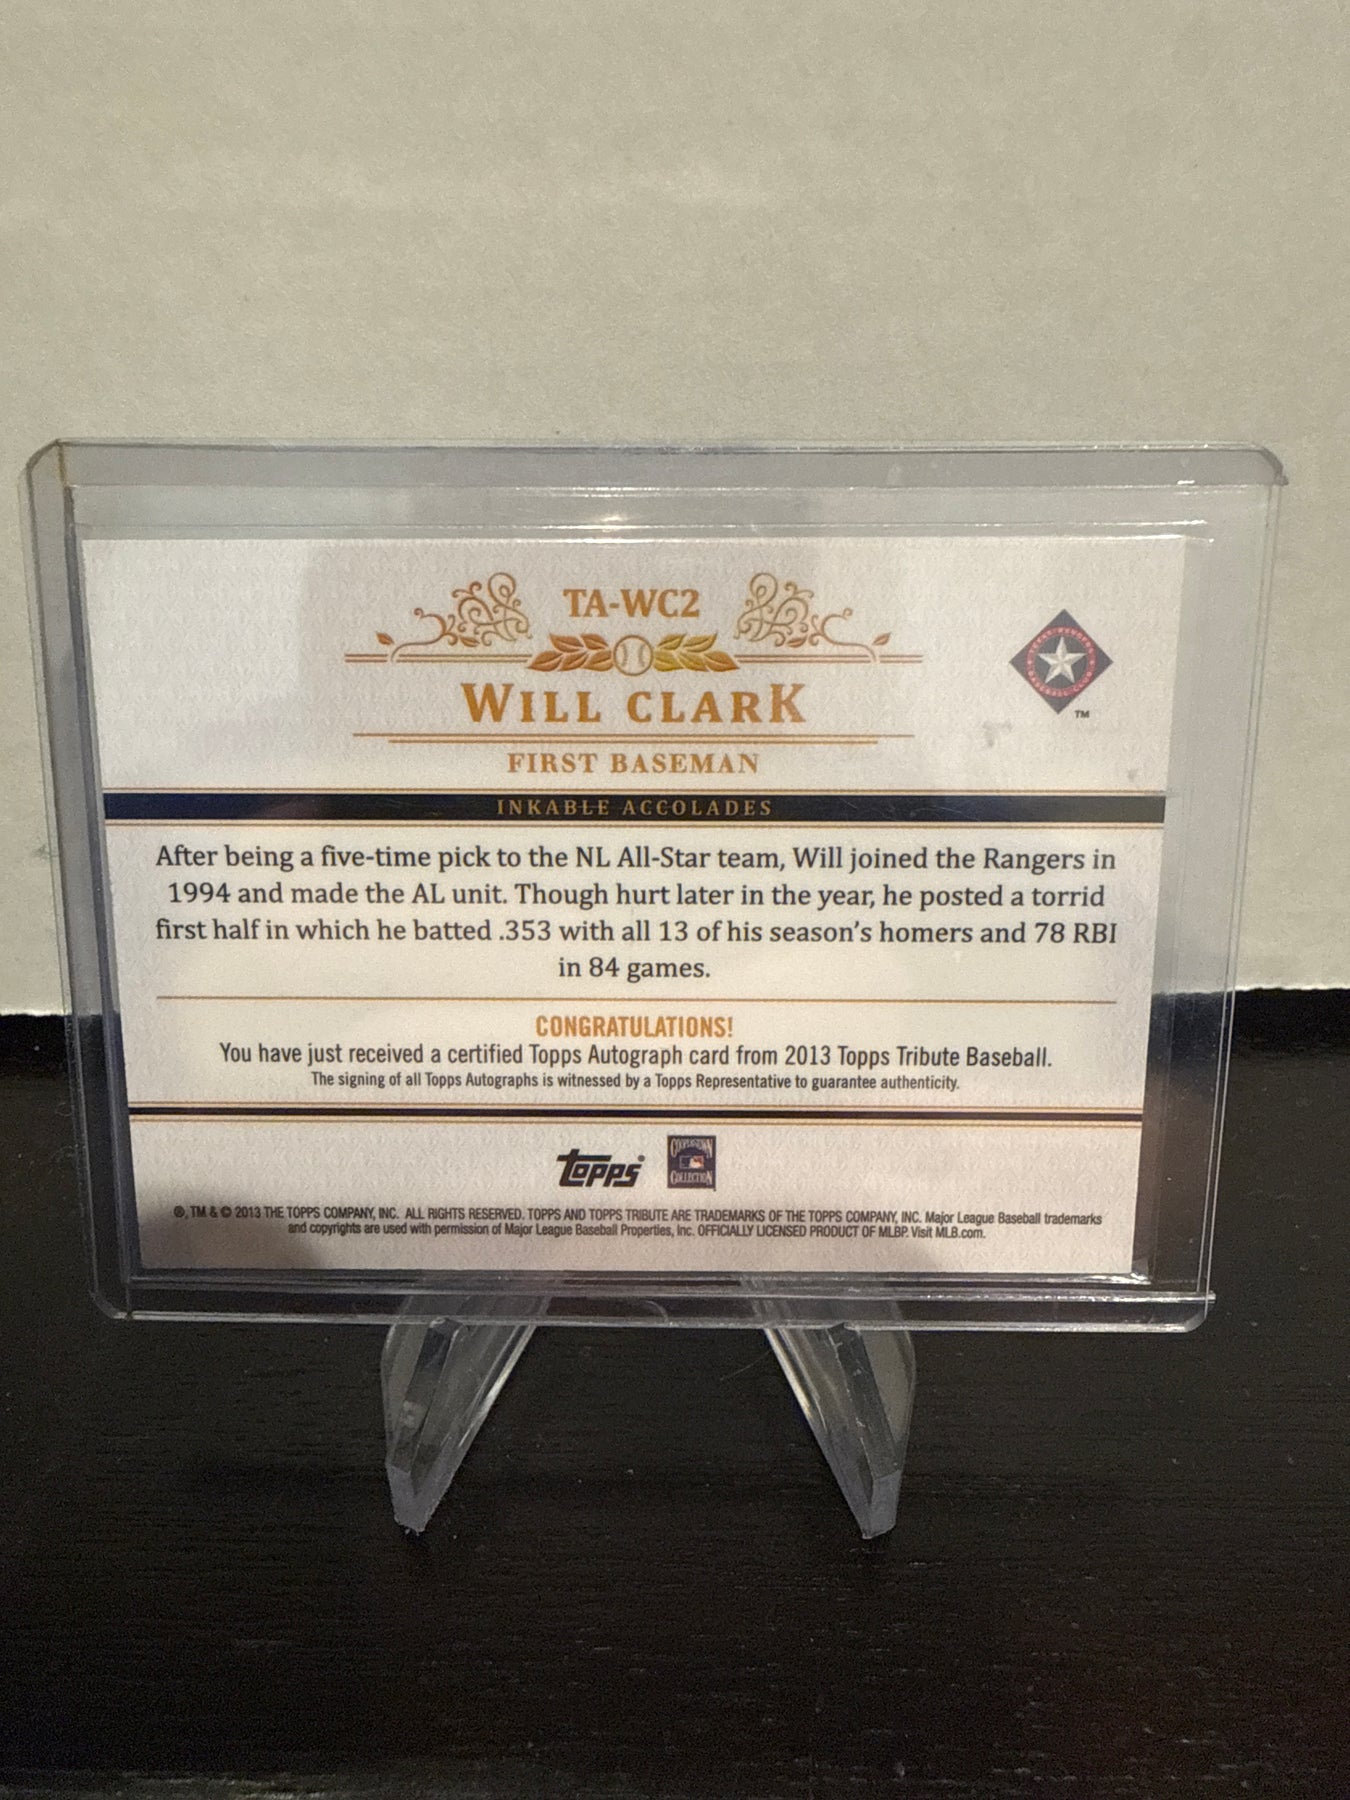 TA-WC2
WILL CLARK
TM
FIRST BASEMAN
INKABLE ACCOLADES
After being a five-time pick to the NL All-Star team, Will joined the Rangers in
1994 and made the AL unit. Though hurt later in the year, he posted a torrid
first half in which he batted .353 with all 13 of his season's homers and 78 RBI
in 84 games.
CONGRATULATIONS!
You have just received a certified Topps Autograph card from 2013 Topps Tribute Baseball.
The signing of all Topps Autographs is witnessed by a Topps Representative to guarantee authenticity.
topps
COOPERSTOWN
COLLECTION
®, TM & © 2013 THE TOPPS COMPANY, INC. ALL RIGHTS RESERVED. TOPPS AND TOPPS TRIBUTE ARE TRADEMARKS OF THE TOPPS COMPANY, INC. Major League Baseball trademarks
and copyrights are used with permission of Major League Baseball Properties, Inc. OFFICIALLY LICENSED PRODUCT OF MLBP. Visit MLB.com.